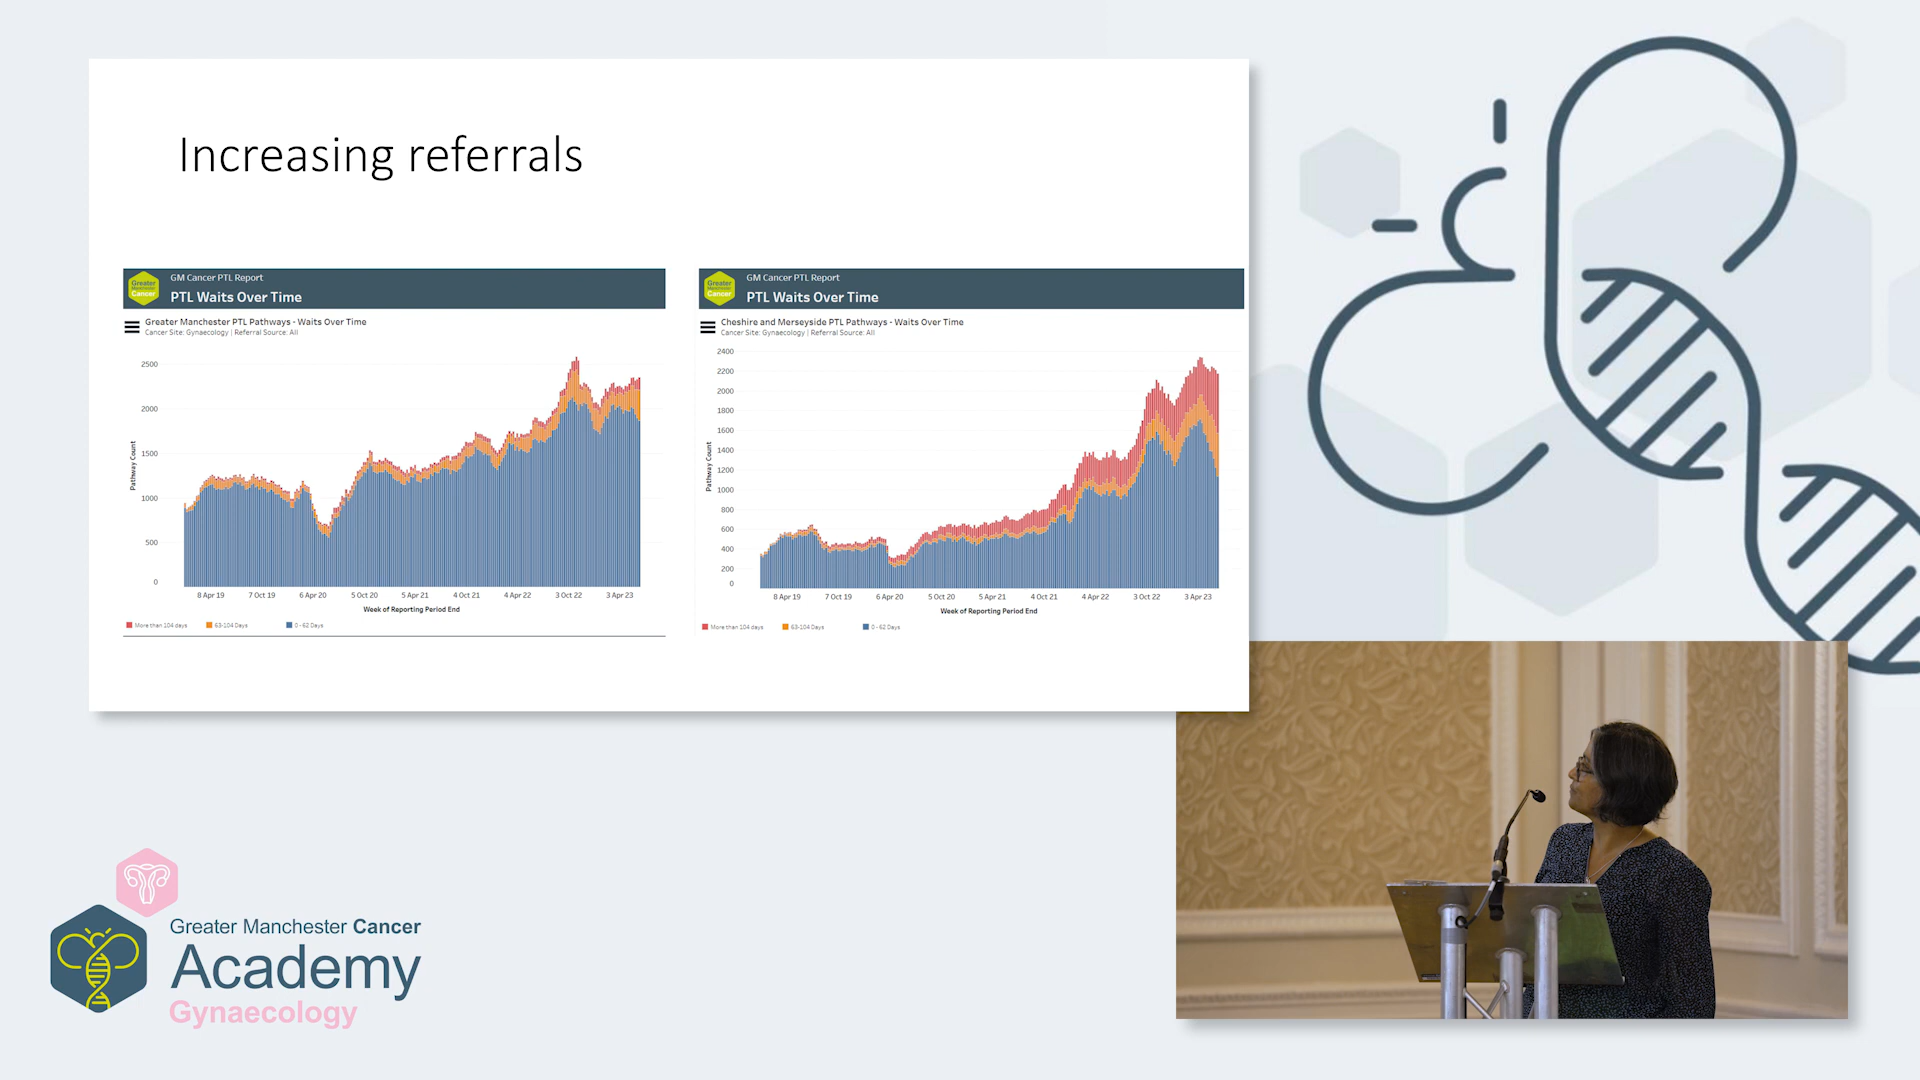 Increasing referrals
Greater Manchester Cancer
GM Cancer PTL Report
PTL Waits Over Time
Greater Manchester PTL Pathways - Waits Over Time
Cancer Site: Gynaecology | Referral Source: All
2500
2000
1500
1000
500
0
Pathway Count
8 Apr 19 7 Oct 19 6 Apr 20 5 Oct 20 5 Apr 21 4 Oct 21 4 Apr 22 3 Oct 22 3 Apr 23
Week of Reporting Period End
More than 104 days 63-104 Days 0 - 62 Days
Greater Manchester Cancer
GM Cancer PTL Report
PTL Waits Over Time
Cheshire and Merseyside PTL Pathways - Waits Over Time
Cancer Site: Gynaecology | Referral Source: All
2400
2200
2000
1800
1600
1400
1200
1000
800
600
400
200
0
Pathway Count
8 Apr 19 7 Oct 19 6 Apr 20 5 Oct 20 5 Apr 21 4 Oct 21 4 Apr 22 3 Oct 22 3 Apr 23
Week of Reporting Period End
More than 104 days 63-104 Days 0 - 62 Days
Greater Manchester Cancer
Academy
Gynaecology